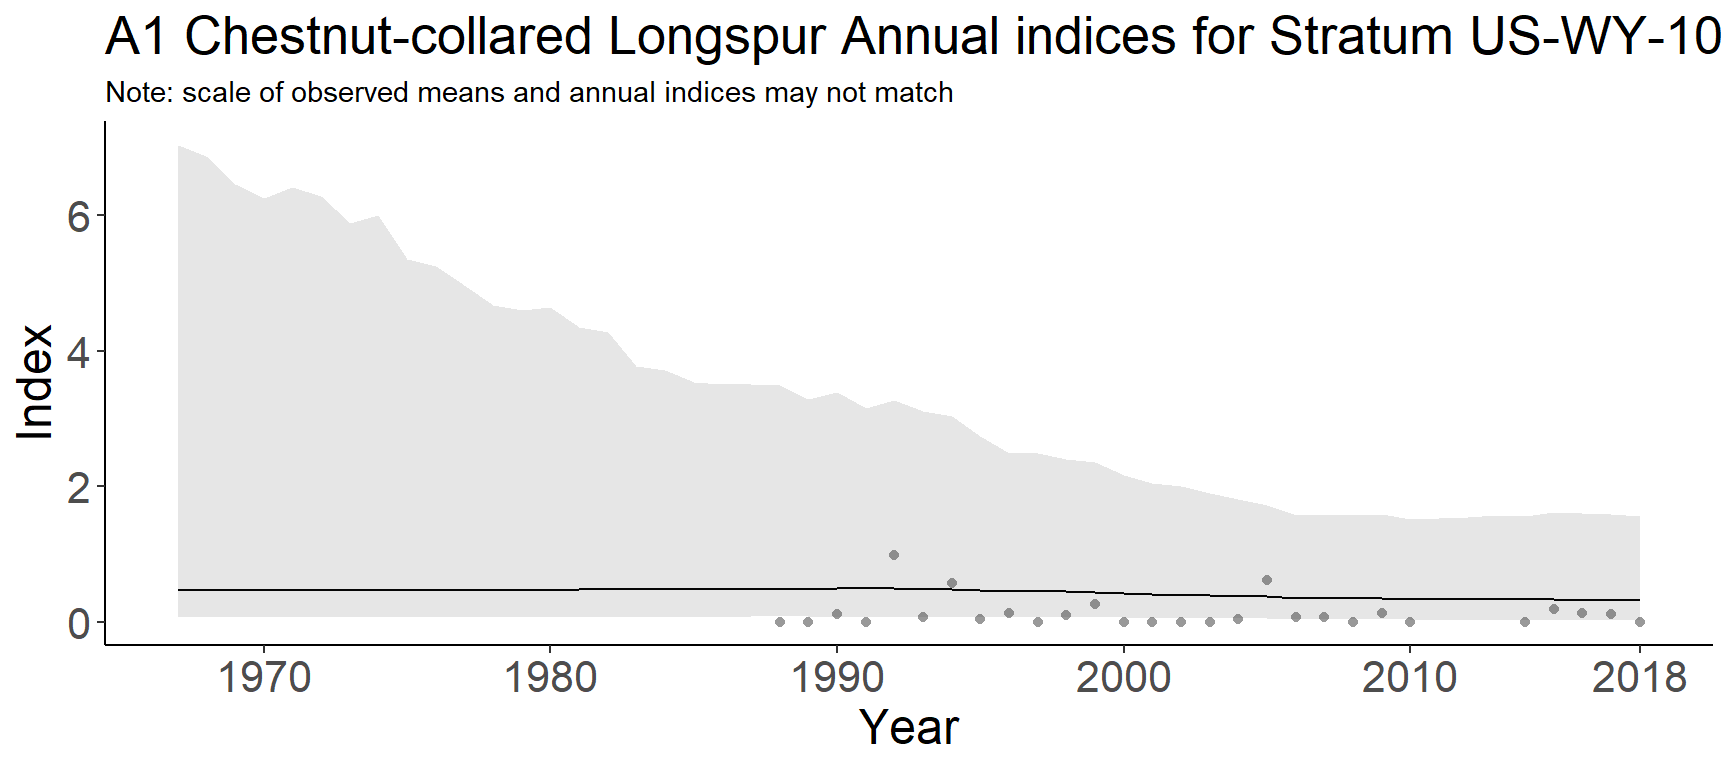 A1 Chestnut-collared Longspur Annual indices for Stratum US-WY-10
Note: scale of observed means and annual indices may not match
Index
6
4
2
0
1970 1980 1990 2000 2010 2018
Year